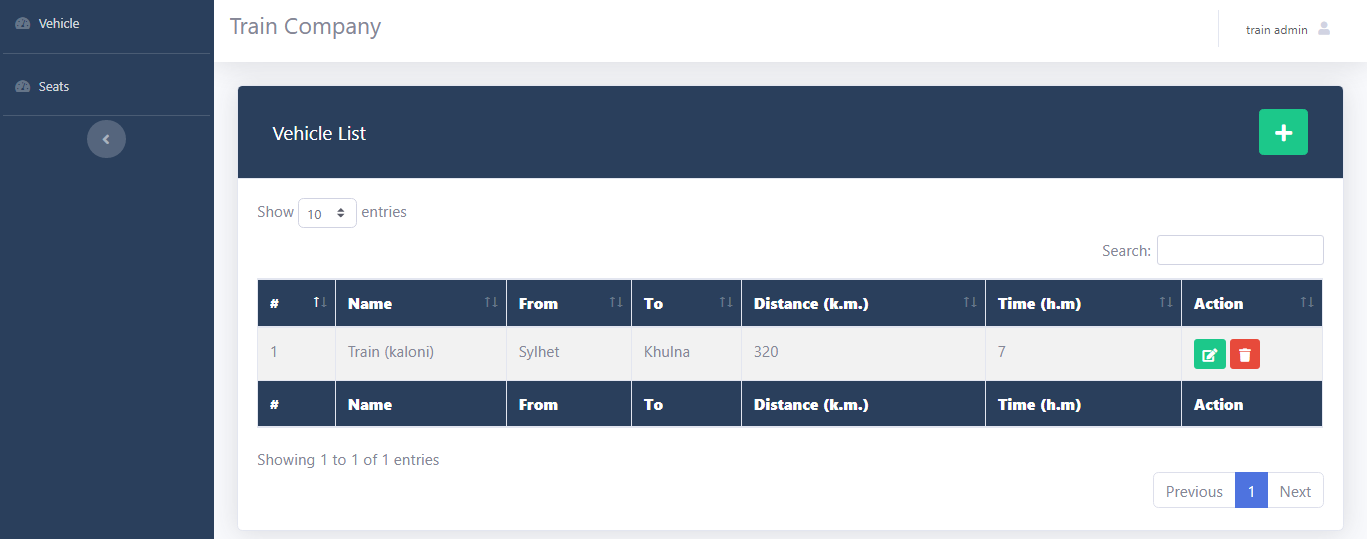 Vehicle
Train Company
train admin
Seats
Vehicle List
Show 10 entries
Search:
# Name From To Distance (k.m.) Time (h.m) Action
1 Train (kaloni) Sylhet Khulna 320 7
# Name From To Distance (k.m.) Time (h.m) Action
Showing 1 to 1 of 1 entries
Previous 1 Next